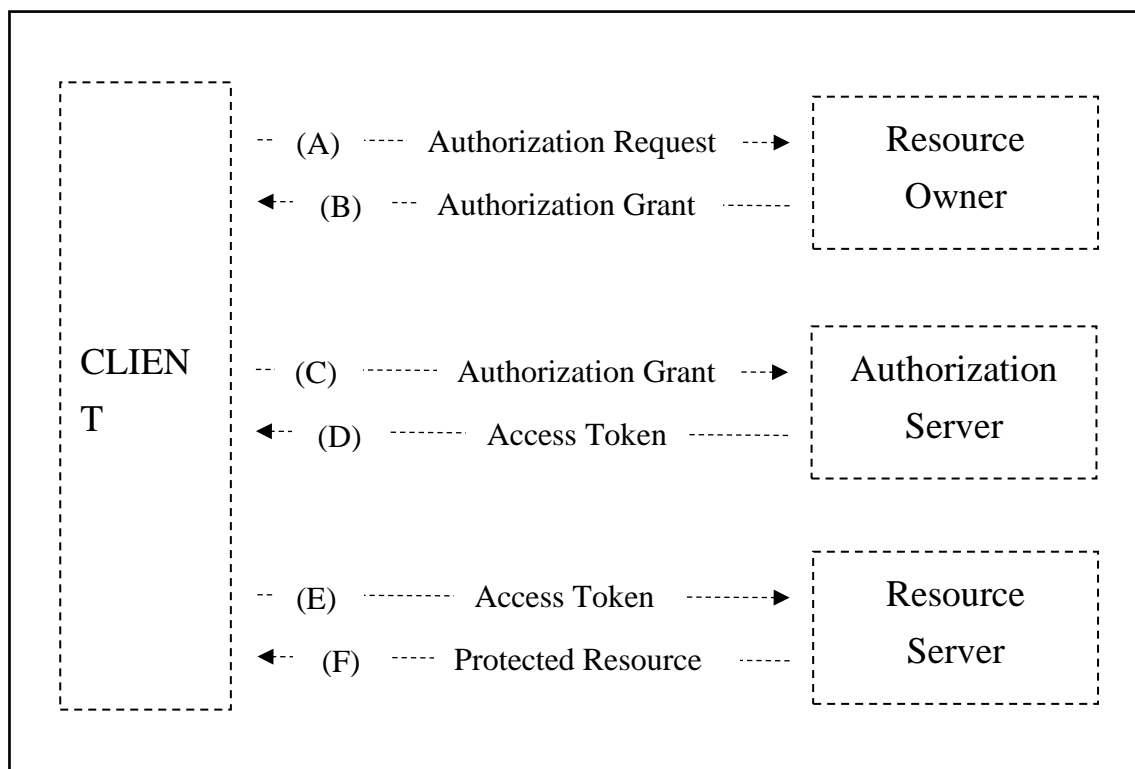 (A) Authorization Request
Resource
Owner
(B) Authorization Grant
CLIEN
T
(C) Authorization Grant
Authorization
Server
(D) Access Token
(E) Access Token
Resource
Server
(F) Protected Resource